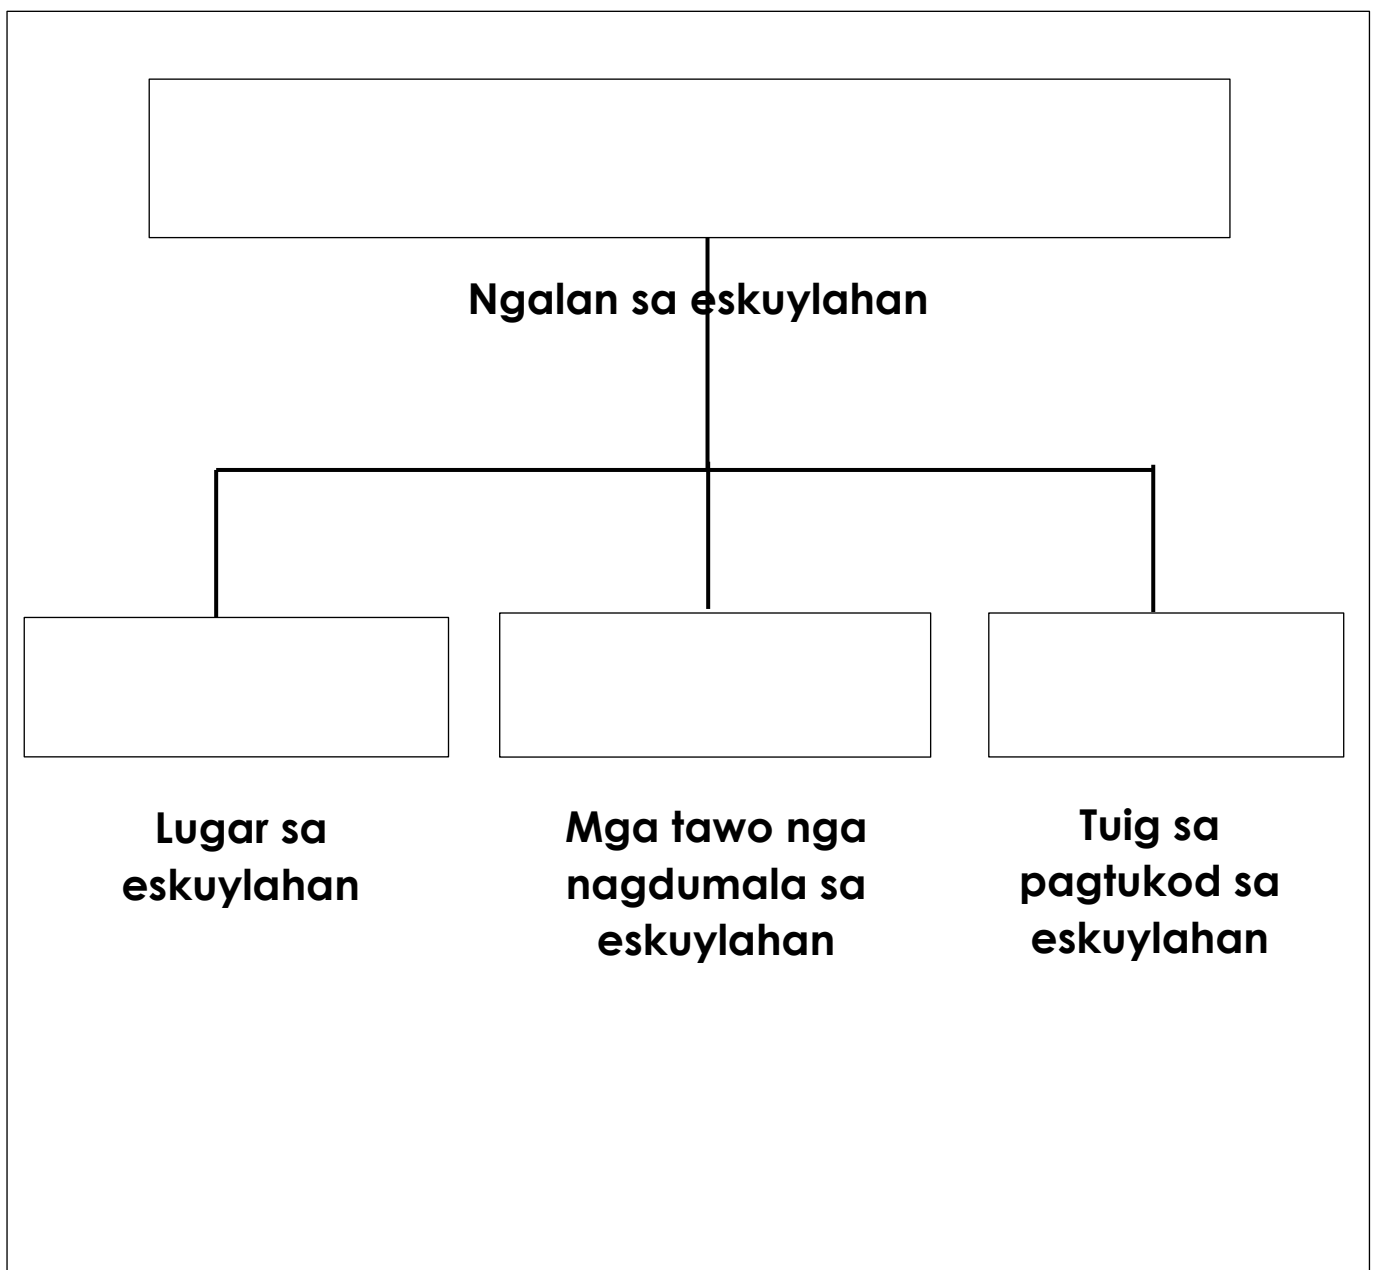 Ngalan sa eskuylahan
Lugar sa
eskuylahan
Mga tawo nga
nagdumala sa
eskuylahan
Tuig sa
pagtukod sa
eskuylahan